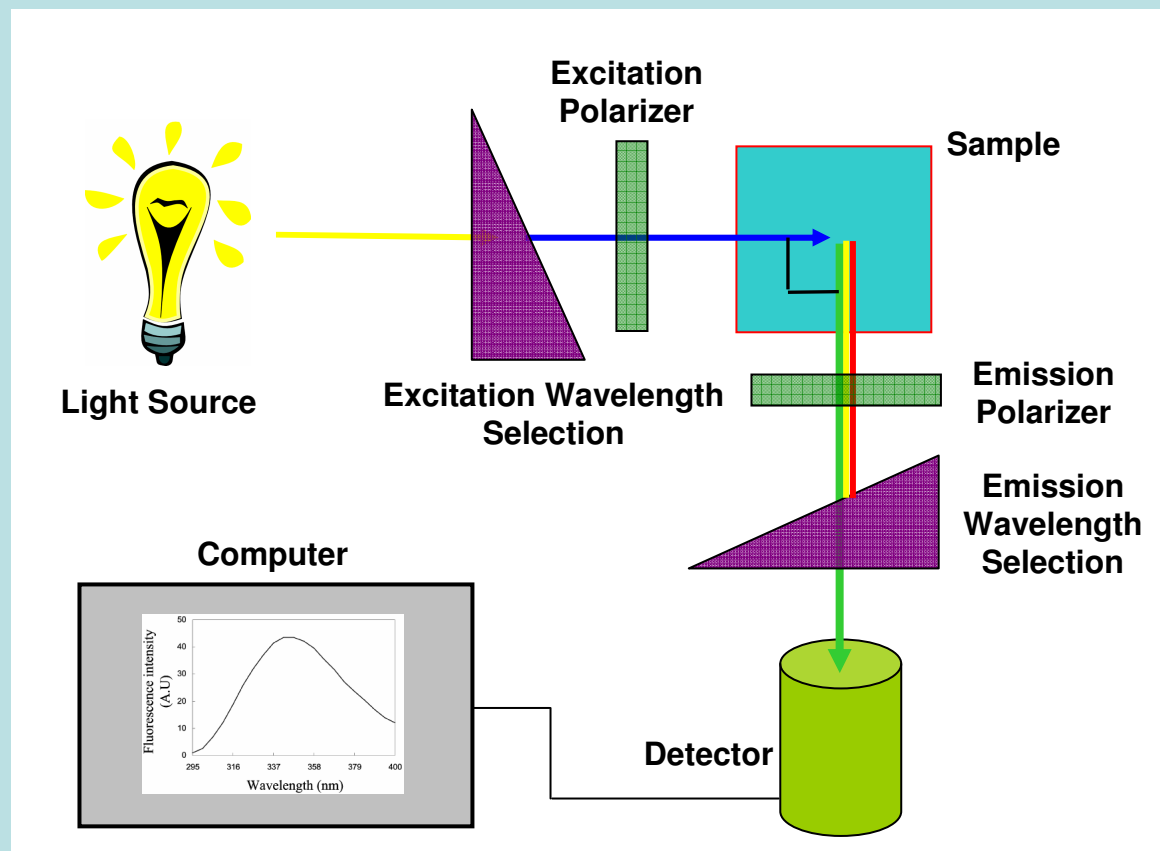 Excitation
Polarizer
Sample
Light Source
Excitation Wavelength
Selection
Emission
Polarizer
Emission
Wavelength
Selection
Computer
Fluorescence intensity
(A.U)
50
40
30
20
10
0
295 316 337 358 379 400
Wavelength (nm)
Detector